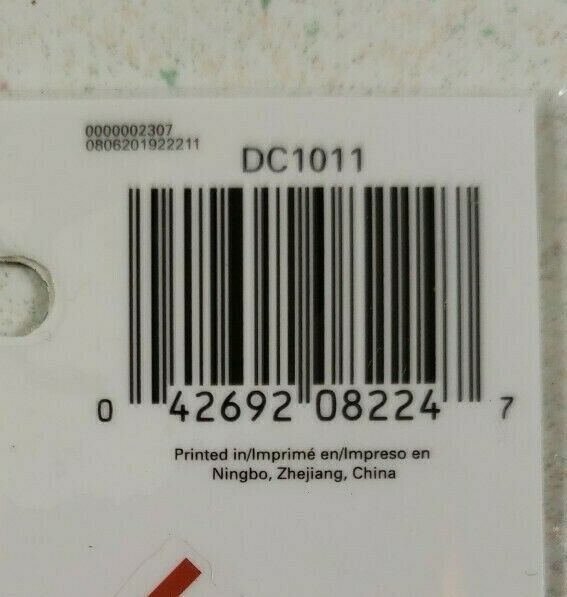 0000002307
0806201922211
DC1011
0 42692 08224 7
Printed in/Imprimé en/Impreso en
Ningbo, Zhejiang, China